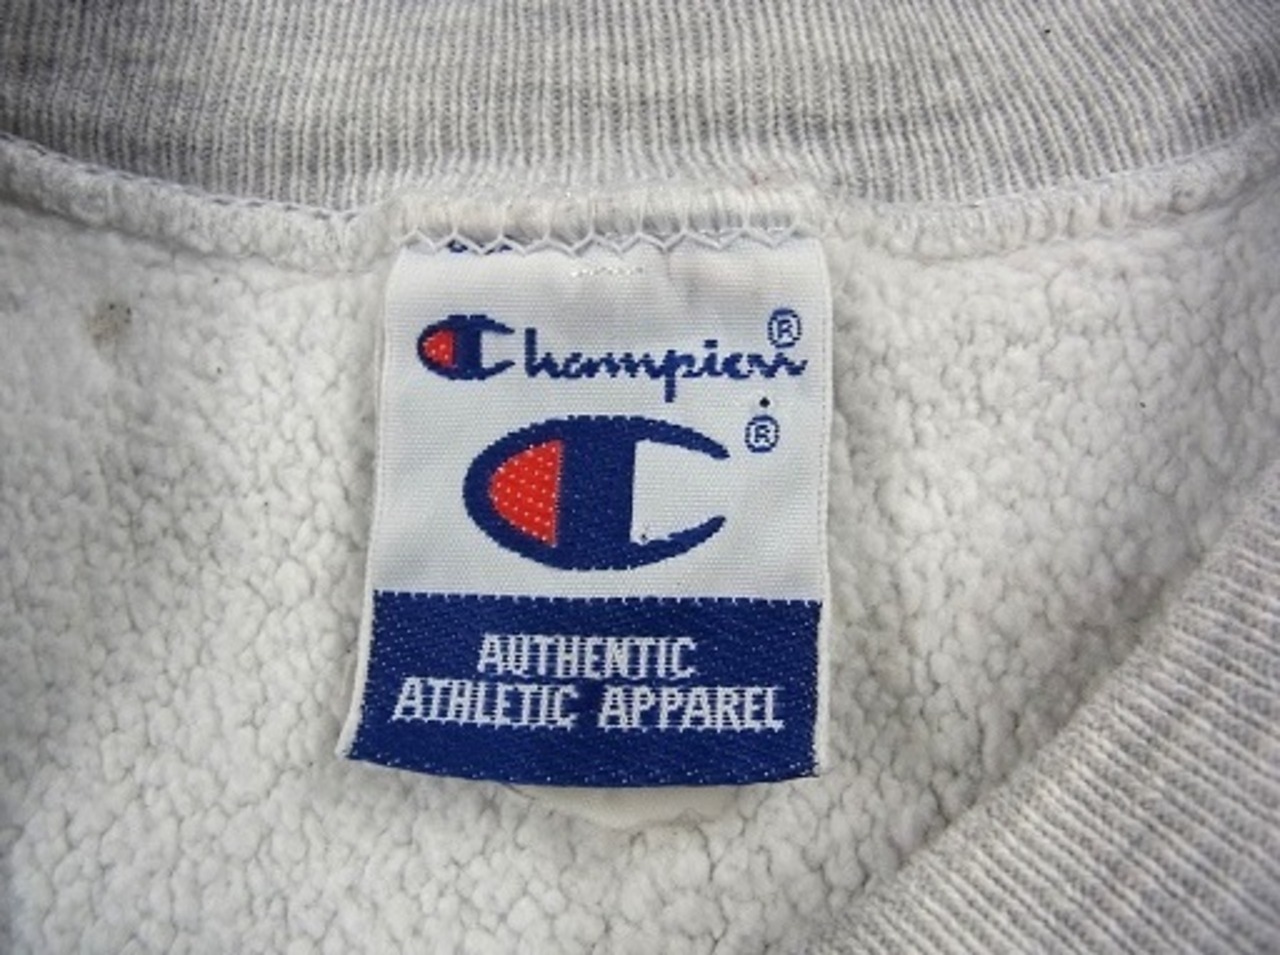 Champion®
®
AUTHENTIC
ATHLETIC APPAREL